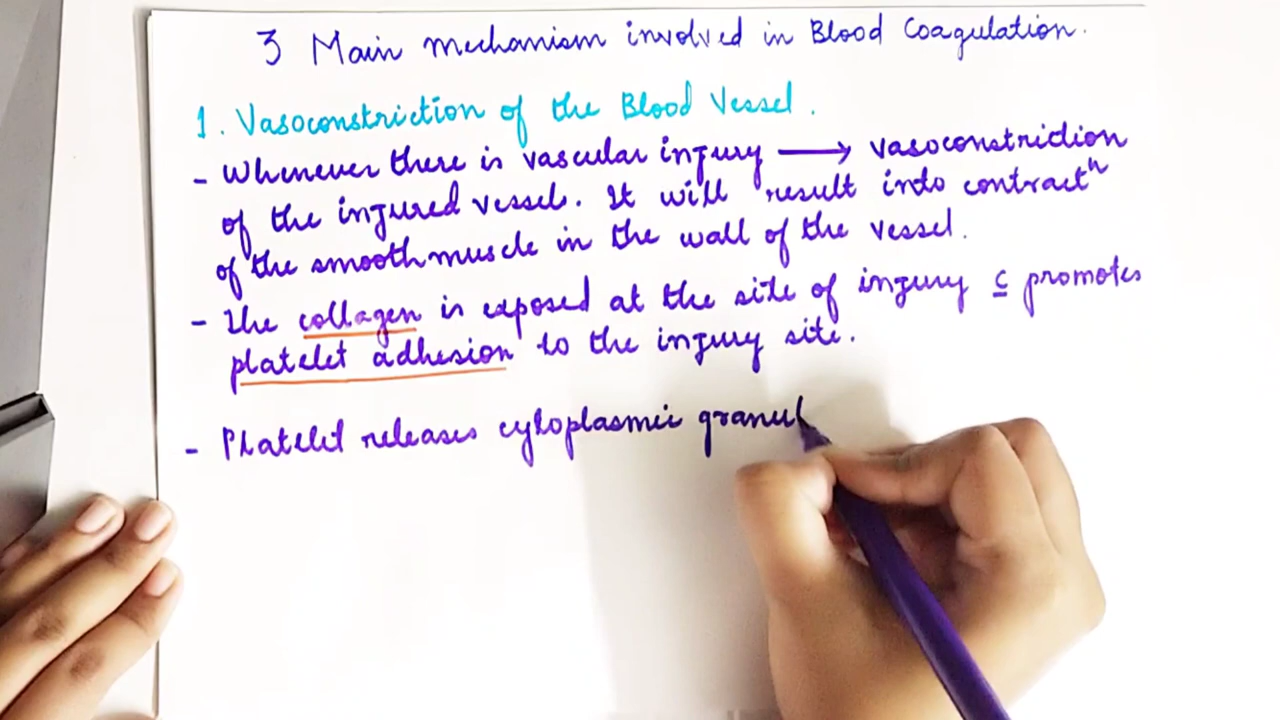 3 Main mechanism involved in Blood Coagulation.
1. Vasoconstriction of the Blood Vessel.
- Whenever there is vascular injury → vasoconstriction
of the injured vessel. It will result into contractⁿ
of the smooth muscle in the wall of the vessel.
- The collagen is exposed at the site of injury c̲ promotes
platelet adhesion to the injury site.
- Platelet releases cytoplasmic granul